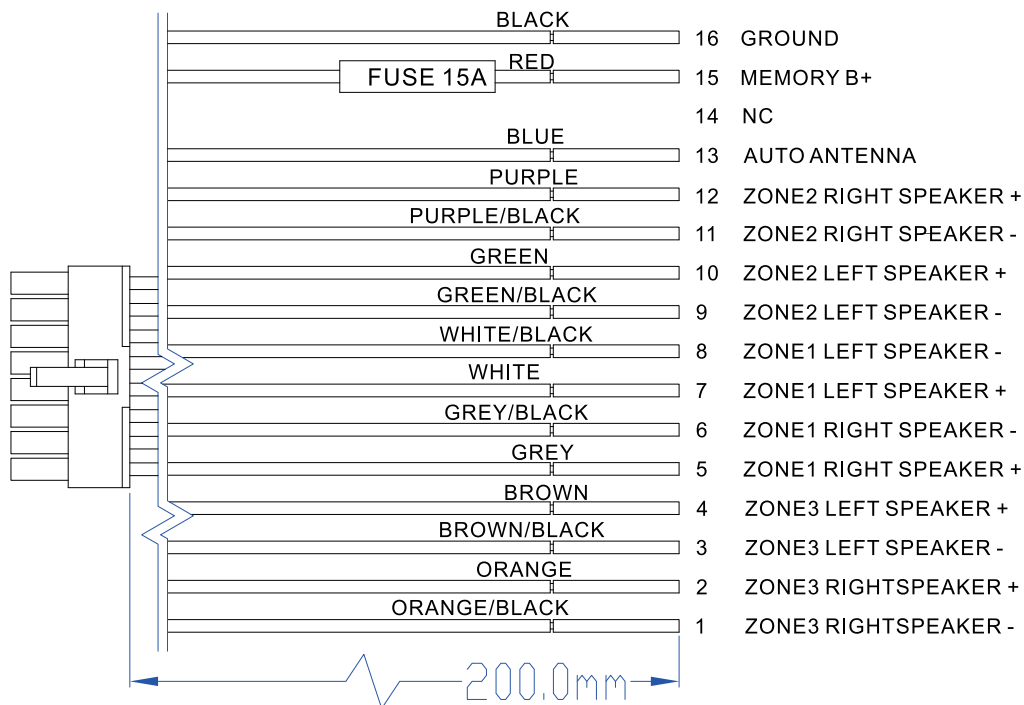 BLACK
16 GROUND
RED
FUSE 15A
15 MEMORY B+
14 NC
BLUE
13 AUTO ANTENNA
PURPLE
12 ZONE2 RIGHT SPEAKER +
PURPLE/BLACK
11 ZONE2 RIGHT SPEAKER -
GREEN
10 ZONE2 LEFT SPEAKER +
GREEN/BLACK
9 ZONE2 LEFT SPEAKER -
WHITE/BLACK
8 ZONE1 LEFT SPEAKER -
WHITE
7 ZONE1 LEFT SPEAKER +
GREY/BLACK
6 ZONE1 RIGHT SPEAKER -
GREY
5 ZONE1 RIGHT SPEAKER +
BROWN
4 ZONE3 LEFT SPEAKER +
BROWN/BLACK
3 ZONE3 LEFT SPEAKER -
ORANGE
2 ZONE3 RIGHTSPEAKER +
ORANGE/BLACK
1 ZONE3 RIGHTSPEAKER -
200.0mm